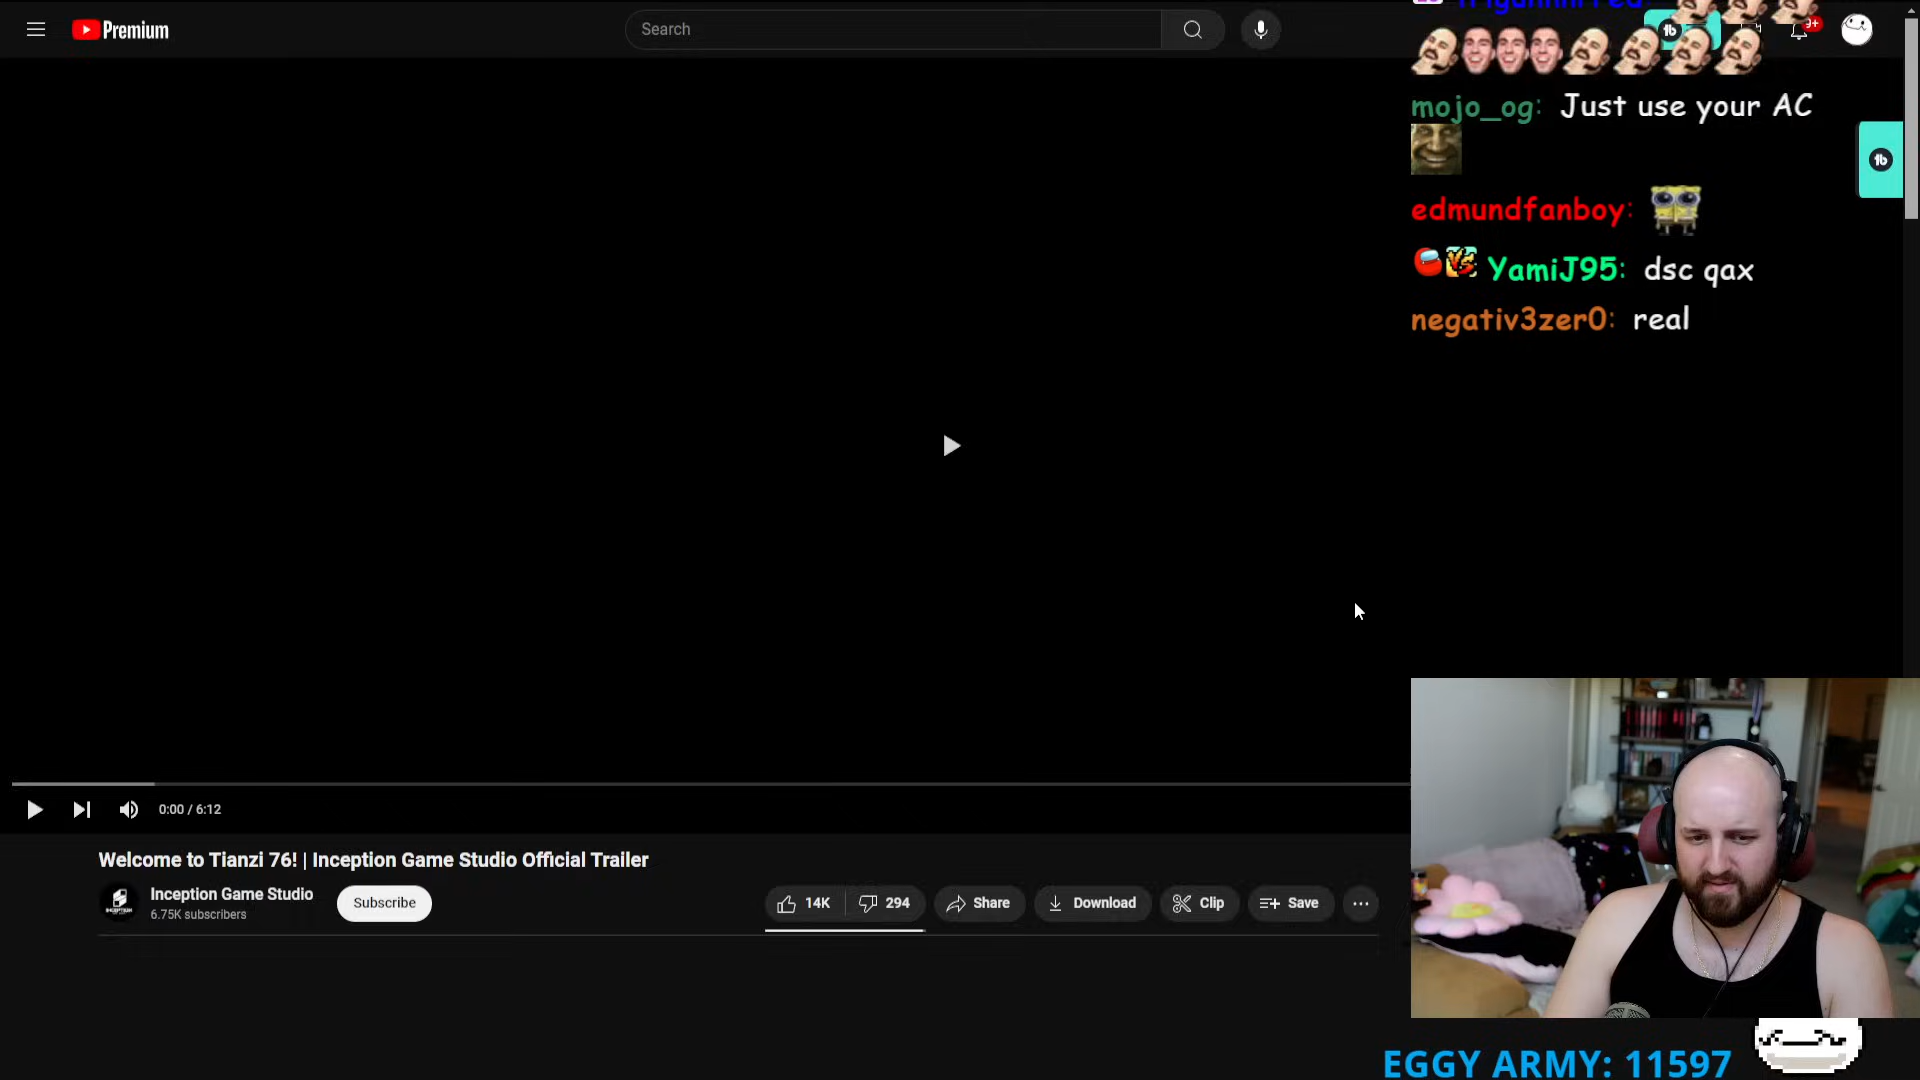 Premium
Search
9+
mojo_og: Just use your AC
edmundfanboy:
YamiJ95: dsc qax
negativ3zer0: real
0:00 / 6:12
Welcome to Tianzi 76! | Inception Game Studio Official Trailer
Inception Game Studio
6.75K subscribers
Subscribe
14K
294
Share
Download
Clip
Save
EGGY ARMY: 11597